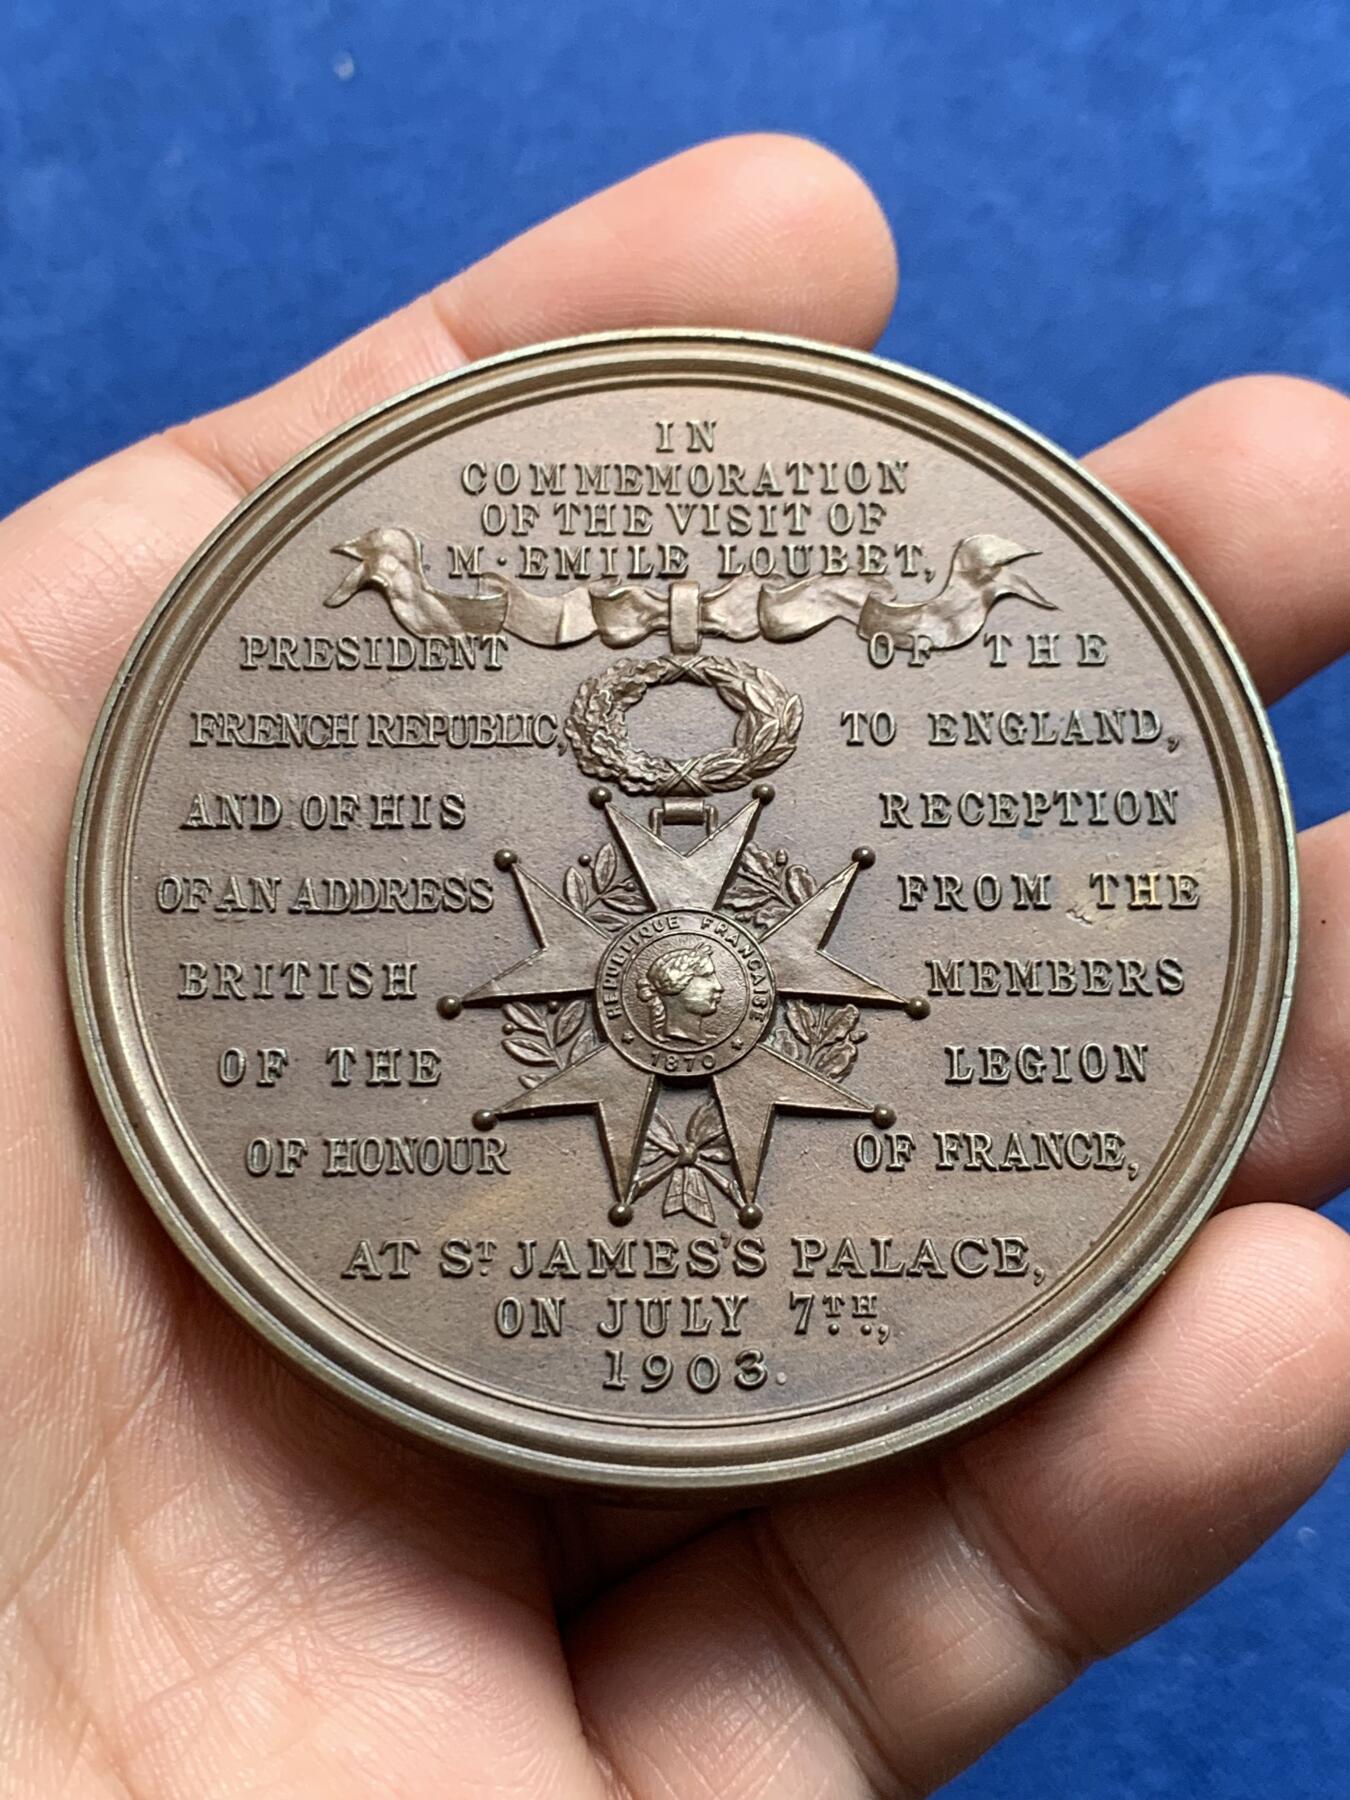 IN
COMMEMORATION
OF THE VISIT OF
M. EMILE LOUBET,
PRESIDENT OF THE
FRENCH REPUBLIC, TO ENGLAND,
AND OF HIS RECEPTION
OF AN ADDRESS FROM THE
BRITISH MEMBERS
OF THE LEGION
OF HONOUR OF FRANCE,
AT ST JAMES'S PALACE,
ON JULY 7TH,
1903.
REPUBLIQUE FRANCAISE
* 1870 *